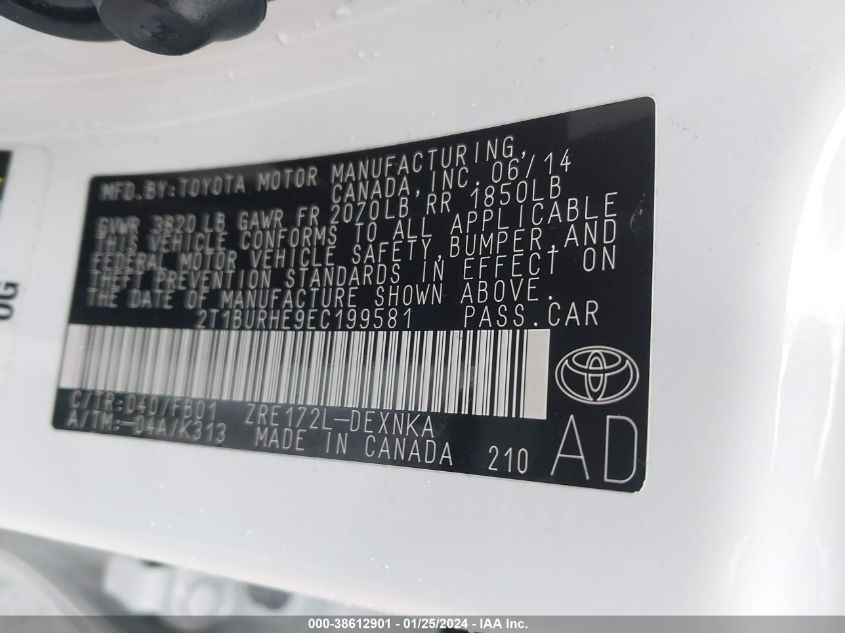 MFD.BY:TOYOTA MOTOR MANUFACTURING,
CANADA, INC. 06/14
GVWR 3820 LB GAWR FR 2070LB RR 1850LB
THIS VEHICLE CONFORMS TO ALL APPLICABLE
FEDERAL MOTOR VEHICLE SAFETY, BUMPER, AND
THEFT PREVENTION STANDARDS IN EFFECT ON
THE DATE OF MANUFACTURE SHOWN ABOVE.
2T1BURHE9EC199581 PASS.CAR
C/TR:040/FB01 ZRE172L-DEXNKA
A/TM:-04A/K313 MADE IN CANADA 210
AD
OG
000-38612901 - 01/25/2024 - IAA Inc.